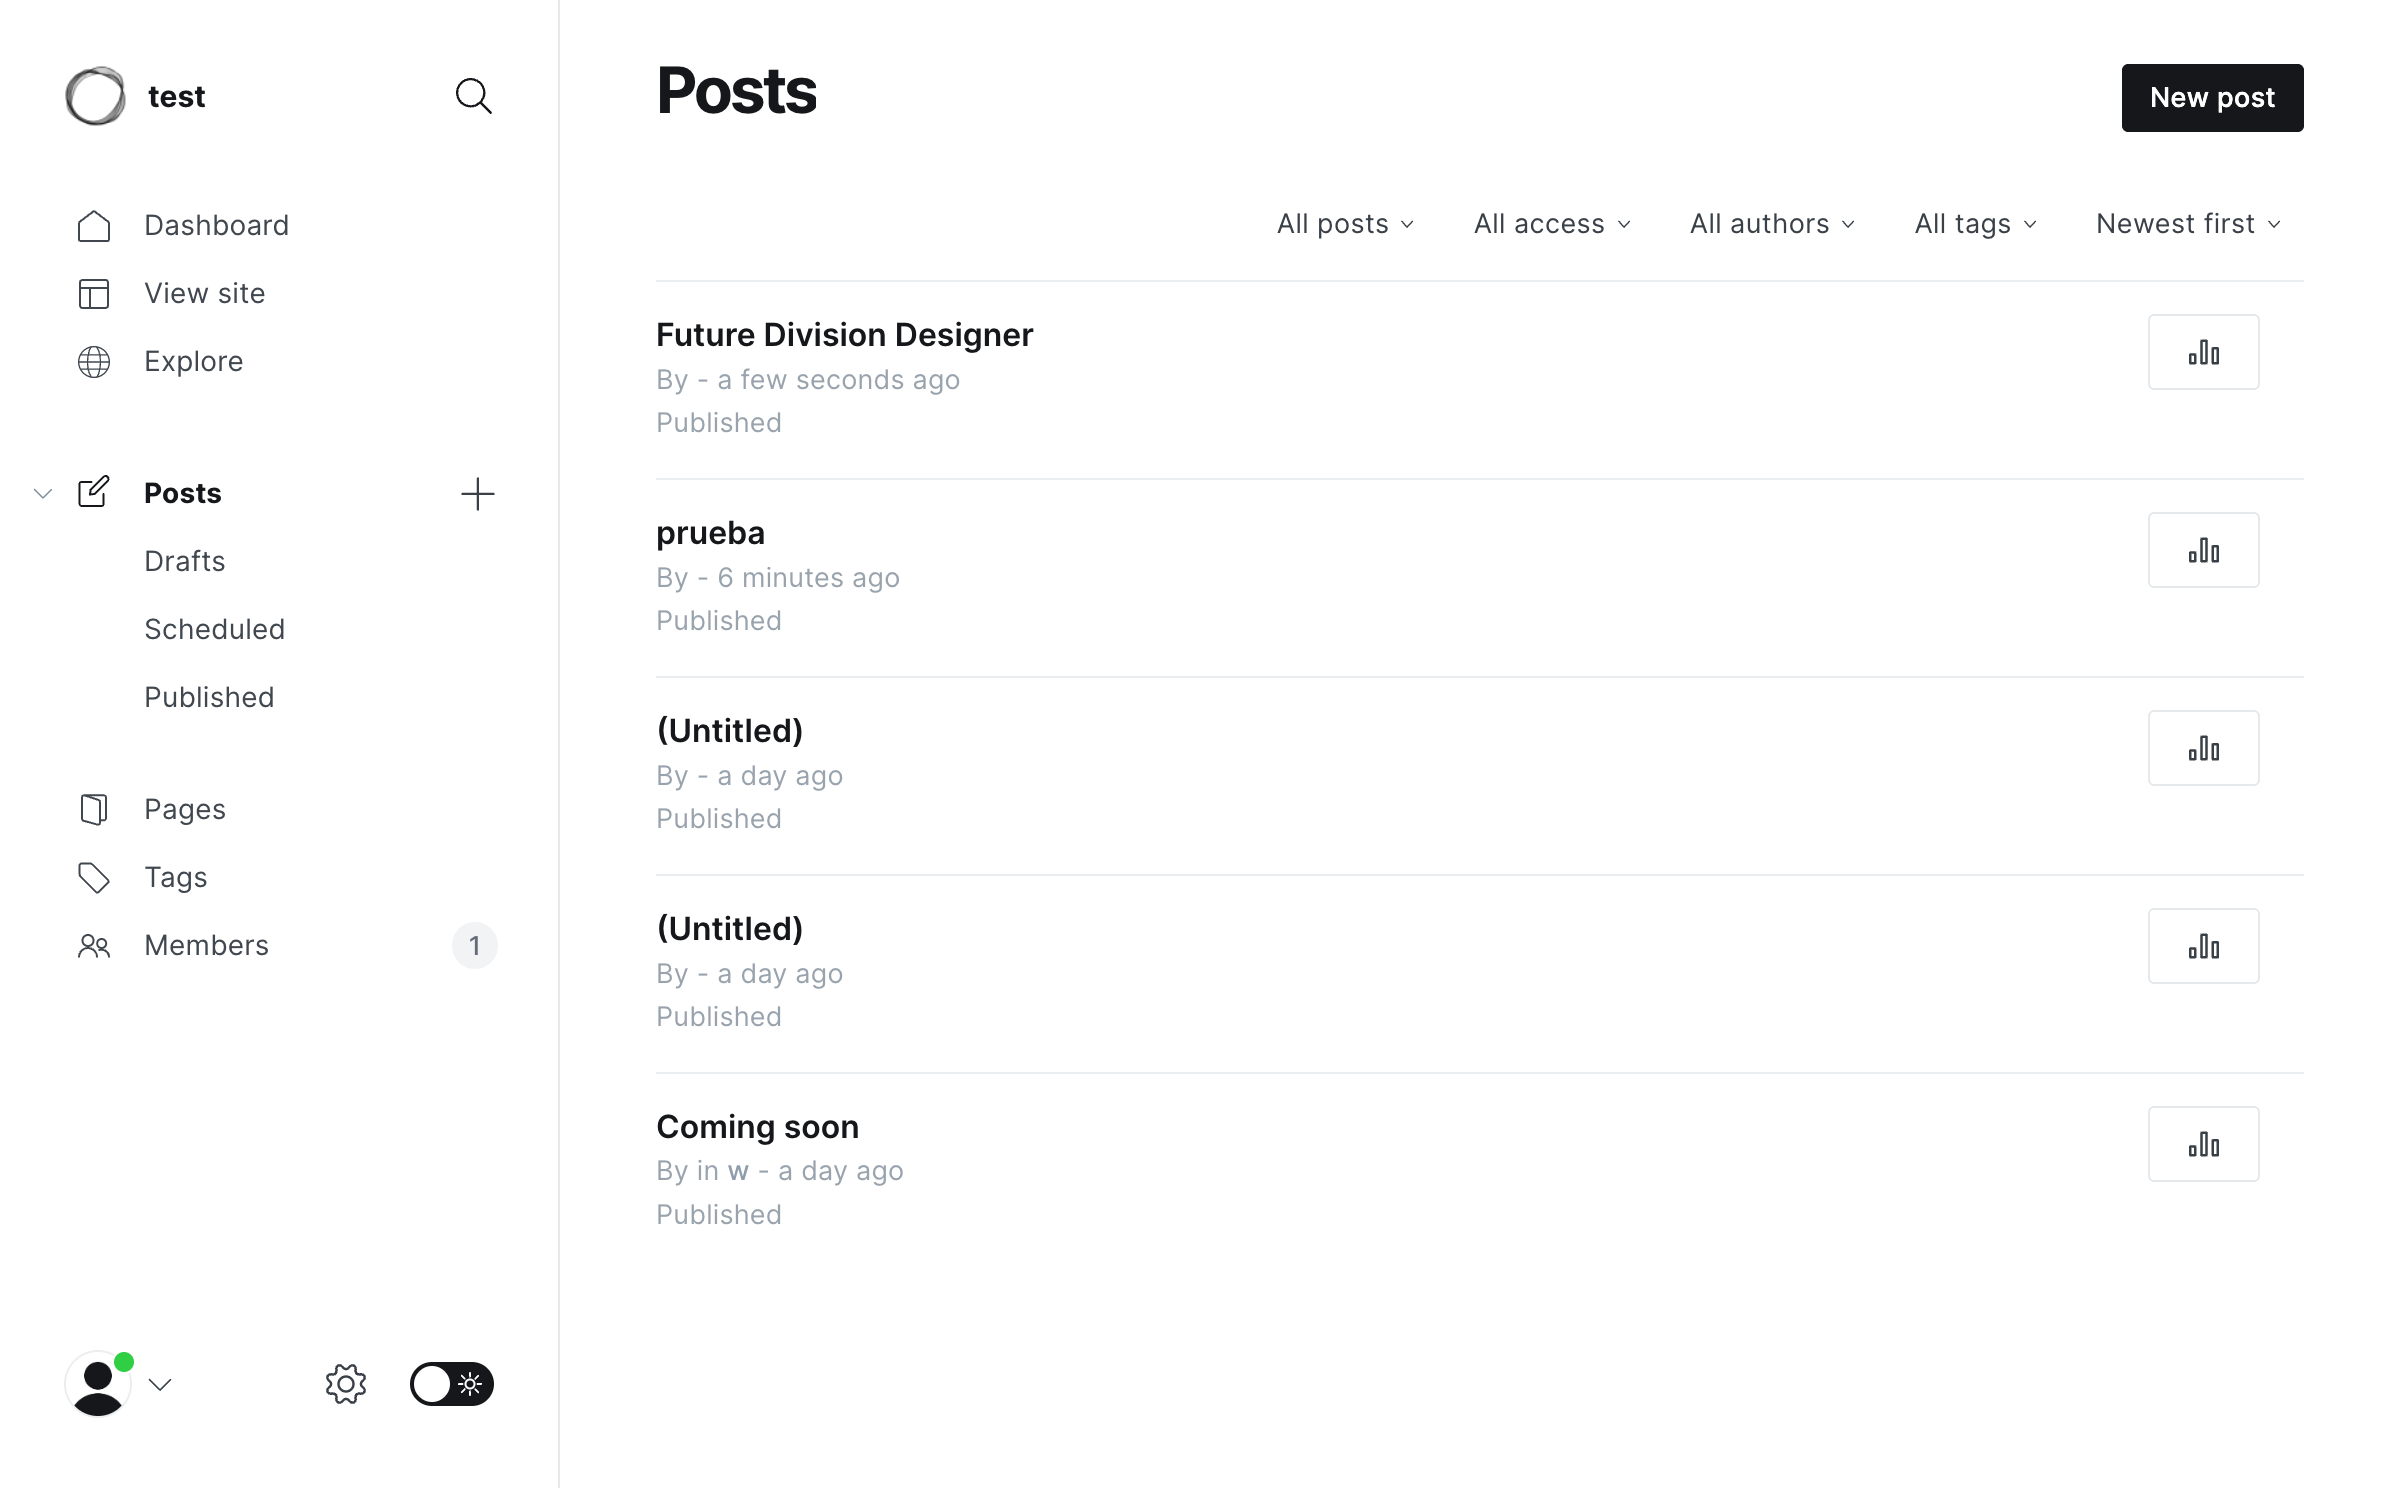 test
Dashboard
View site
Explore
Posts
Drafts
Scheduled
Published
Pages
Tags
Members 1
Posts
New post
All posts All access All authors All tags Newest first
Future Division Designer
By - a few seconds ago
Published
prueba
By - 6 minutes ago
Published
(Untitled)
By - a day ago
Published
(Untitled)
By - a day ago
Published
Coming soon
By in w - a day ago
Published